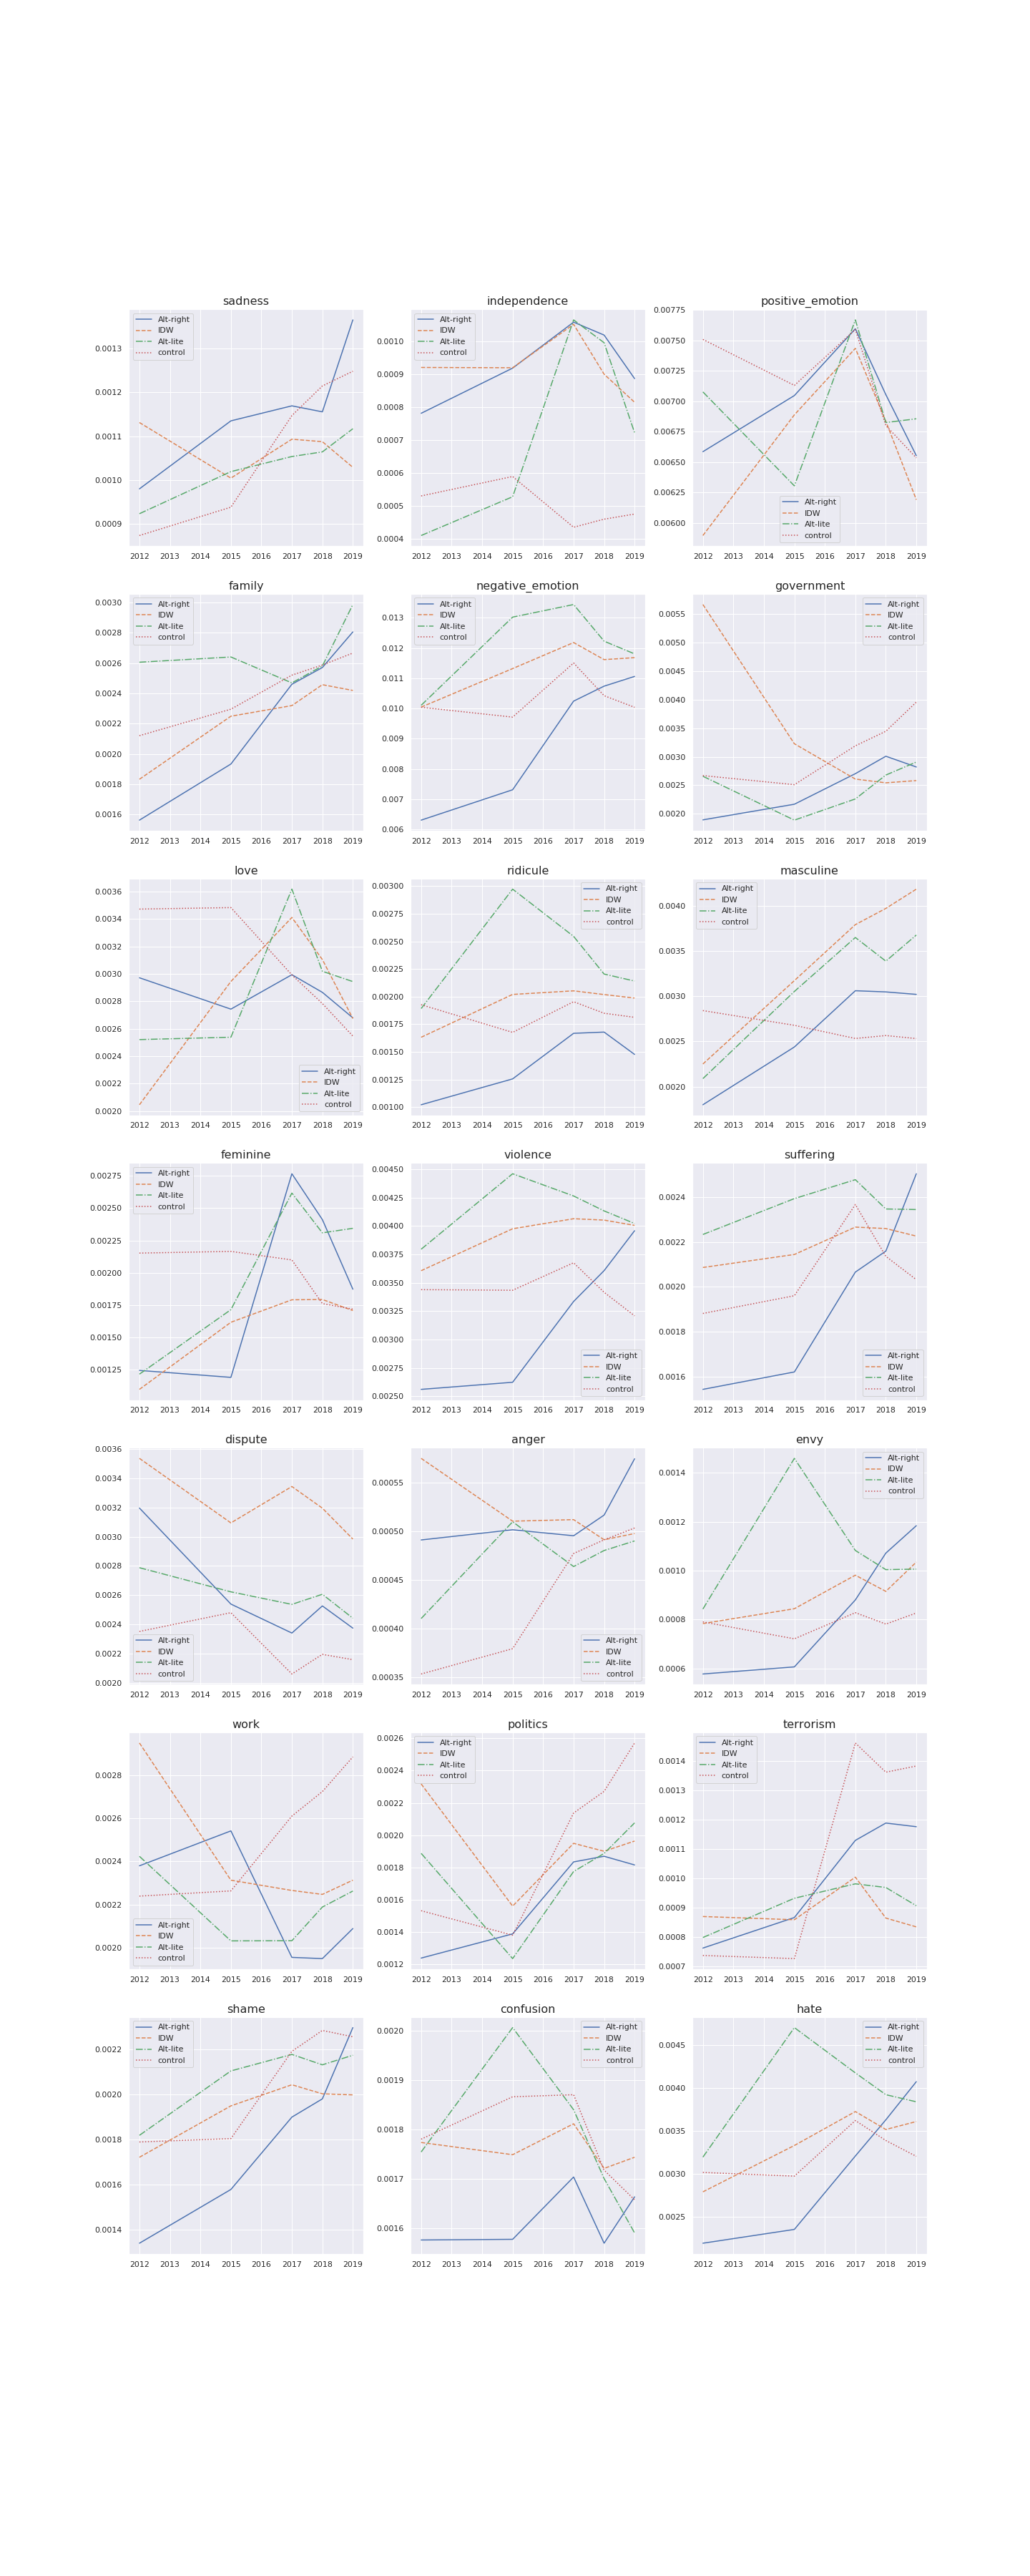 sadness
Alt-right
IDW
Alt-lite
control
0.0013
0.0012
0.0011
0.0010
0.0009
2012 2013 2014 2015 2016 2017 2018 2019
independence
Alt-right
IDW
Alt-lite
control
0.0010
0.0009
0.0008
0.0007
0.0006
0.0005
0.0004
2012 2013 2014 2015 2016 2017 2018 2019
positive_emotion
0.00775
0.00750
0.00725
0.00700
0.00675
0.00650
0.00625
0.00600
Alt-right
IDW
Alt-lite
control
2012 2013 2014 2015 2016 2017 2018 2019
family
Alt-right
IDW
Alt-lite
control
0.0030
0.0028
0.0026
0.0024
0.0022
0.0020
0.0018
0.0016
2012 2013 2014 2015 2016 2017 2018 2019
negative_emotion
Alt-right
IDW
Alt-lite
control
0.013
0.012
0.011
0.010
0.009
0.008
0.007
0.006
2012 2013 2014 2015 2016 2017 2018 2019
government
Alt-right
IDW
Alt-lite
control
0.0055
0.0050
0.0045
0.0040
0.0035
0.0030
0.0025
0.0020
2012 2013 2014 2015 2016 2017 2018 2019
love
0.0036
0.0034
0.0032
0.0030
0.0028
0.0026
0.0024
0.0022
0.0020
Alt-right
IDW
Alt-lite
control
2012 2013 2014 2015 2016 2017 2018 2019
ridicule
Alt-right
IDW
Alt-lite
control
0.00300
0.00275
0.00250
0.00225
0.00200
0.00175
0.00150
0.00125
0.00100
2012 2013 2014 2015 2016 2017 2018 2019
masculine
Alt-right
IDW
Alt-lite
control
0.0040
0.0035
0.0030
0.0025
0.0020
2012 2013 2014 2015 2016 2017 2018 2019
feminine
Alt-right
IDW
Alt-lite
control
0.00275
0.00250
0.00225
0.00200
0.00175
0.00150
0.00125
2012 2013 2014 2015 2016 2017 2018 2019
violence
0.00450
0.00425
0.00400
0.00375
0.00350
0.00325
0.00300
0.00275
0.00250
Alt-right
IDW
Alt-lite
control
2012 2013 2014 2015 2016 2017 2018 2019
suffering
0.0024
0.0022
0.0020
0.0018
0.0016
Alt-right
IDW
Alt-lite
control
2012 2013 2014 2015 2016 2017 2018 2019
dispute
0.0036
0.0034
0.0032
0.0030
0.0028
0.0026
0.0024
0.0022
0.0020
Alt-right
IDW
Alt-lite
control
2012 2013 2014 2015 2016 2017 2018 2019
anger
0.00055
0.00050
0.00045
0.00040
0.00035
Alt-right
IDW
Alt-lite
control
2012 2013 2014 2015 2016 2017 2018 2019
envy
Alt-right
IDW
Alt-lite
control
0.0014
0.0012
0.0010
0.0008
0.0006
2012 2013 2014 2015 2016 2017 2018 2019
work
0.0028
0.0026
0.0024
0.0022
0.0020
Alt-right
IDW
Alt-lite
control
2012 2013 2014 2015 2016 2017 2018 2019
politics
Alt-right
IDW
Alt-lite
control
0.0026
0.0024
0.0022
0.0020
0.0018
0.0016
0.0014
0.0012
2012 2013 2014 2015 2016 2017 2018 2019
terrorism
Alt-right
IDW
Alt-lite
control
0.0014
0.0013
0.0012
0.0011
0.0010
0.0009
0.0008
0.0007
2012 2013 2014 2015 2016 2017 2018 2019
shame
Alt-right
IDW
Alt-lite
control
0.0022
0.0020
0.0018
0.0016
0.0014
2012 2013 2014 2015 2016 2017 2018 2019
confusion
Alt-right
IDW
Alt-lite
control
0.0020
0.0019
0.0018
0.0017
0.0016
2012 2013 2014 2015 2016 2017 2018 2019
hate
Alt-right
IDW
Alt-lite
control
0.0045
0.0040
0.0035
0.0030
0.0025
2012 2013 2014 2015 2016 2017 2018 2019